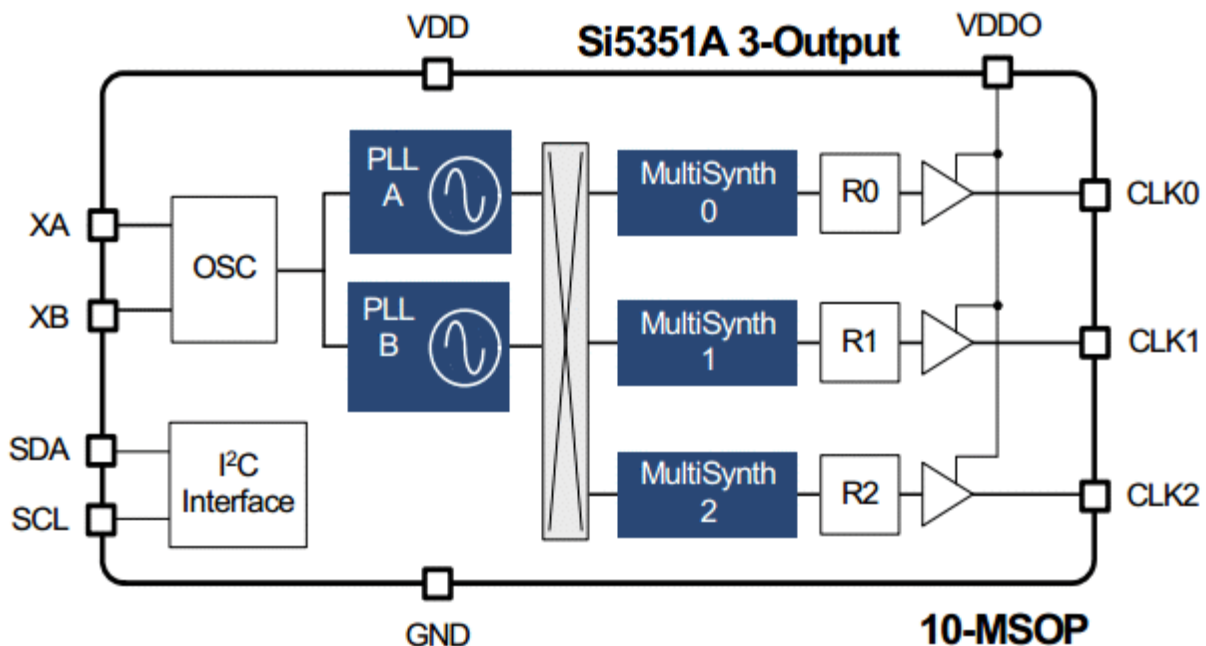 VDD
Si5351A 3-Output
VDDO
XA
XB
OSC
PLL
A
PLL
B
MultiSynth
0
R0
CLK0
MultiSynth
1
R1
CLK1
MultiSynth
2
R2
CLK2
SDA
SCL
I²C
Interface
GND
10-MSOP